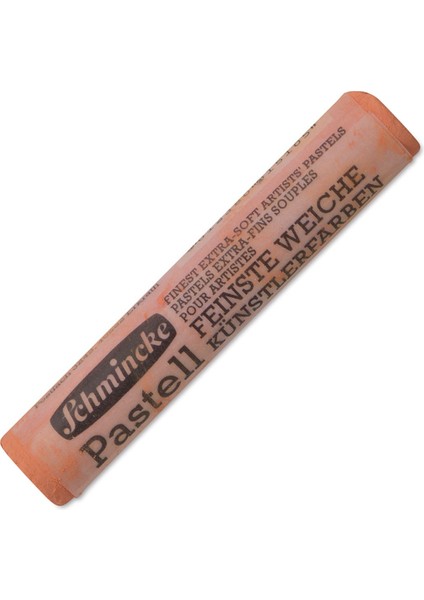 Schmincke
FINEST EXTRA-SOFT ARTISTS' PASTELS
PASTELS EXTRA-FINS SOUPLES
POUR ARTISTES
Pastell
FEINSTE WEICHE
KÜNSTLERFARBEN